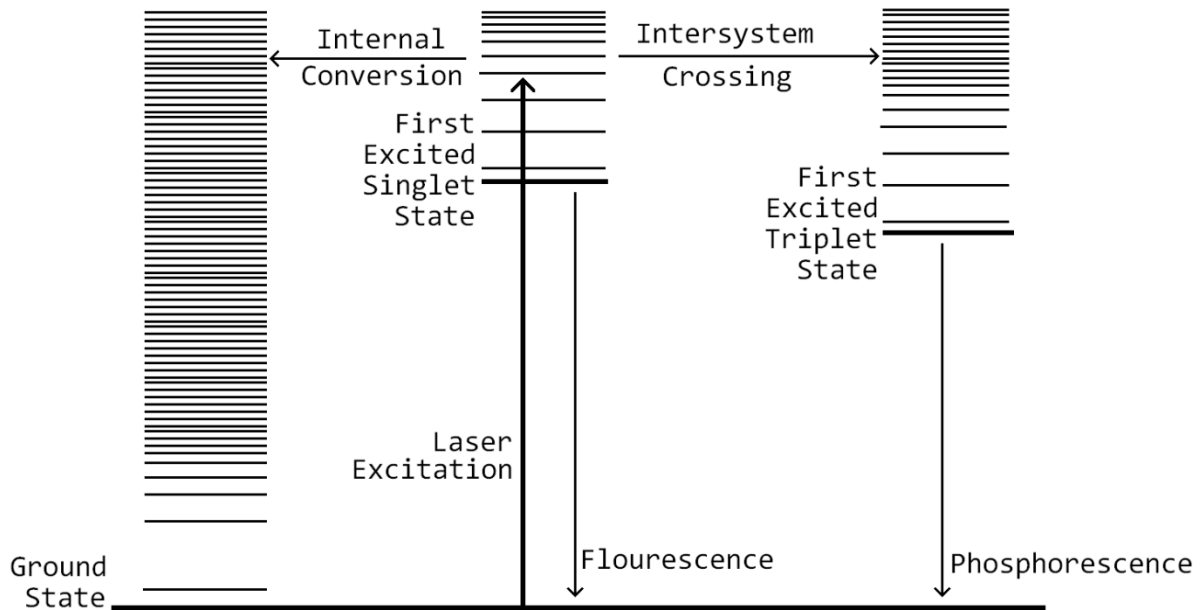 Internal
Conversion
Intersystem
Crossing
First
Excited
Singlet
State
First
Excited
Triplet
State
Laser
Excitation
Flourescence
Phosphorescence
Ground
State